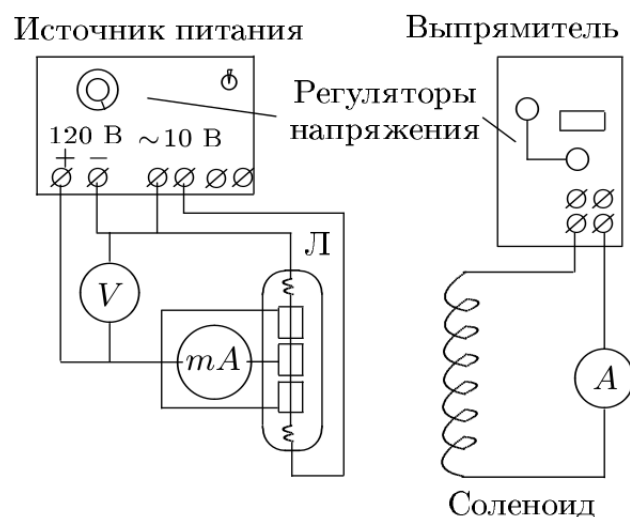 Источник питания
Выпрямитель
Регуляторы
напряжения
120 В ~10 В
+ −
Л
V
mA
A
Соленоид